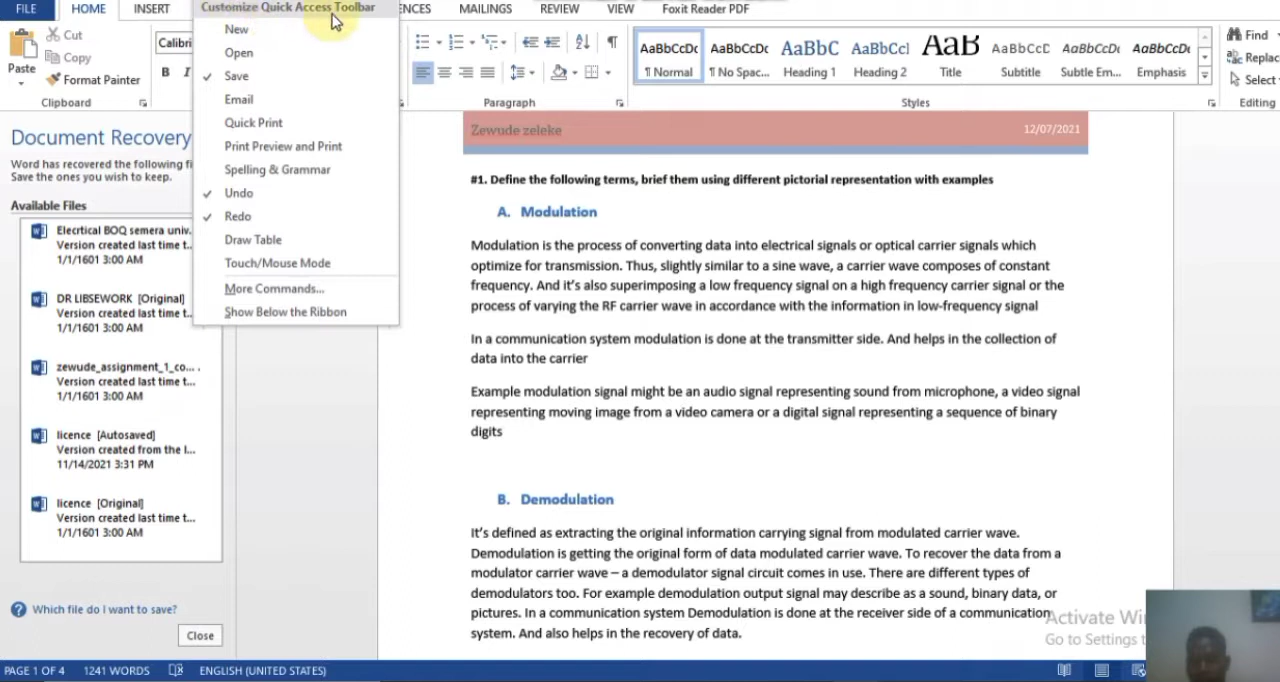 FILE HOME INSERT ENCES MAILINGS REVIEW VIEW Foxit Reader PDF
Customize Quick Access Toolbar
New
Open
Save
Email
Quick Print
Print Preview and Print
Spelling & Grammar
Undo
Redo
Draw Table
Touch/Mouse Mode
More Commands...
Show Below the Ribbon
Paste
Cut
Copy
Format Painter
Clipboard
Calibri
B I
Paragraph
AaBbCcDc AaBbCcDc AaBbC AaBbCcl AaB AaBbCcC AaBbCcDc AaBbCcDc
¶ Normal ¶ No Spac... Heading 1 Heading 2 Title Subtitle Subtle Em... Emphasis
Styles
Find
Replac
Select
Editing
Document Recovery
Word has recovered the following fi
Save the ones you wish to keep.
Available Files
Elecrtical BOQ semera univ.
Version created last time t...
1/1/1601 3:00 AM
DR LIBSEWORK [Original]
Version created last time t...
1/1/1601 3:00 AM
zewude_assignment_1_co... .
Version created last time t...
1/1/1601 3:00 AM
licence [Autosaved]
Version created from the l...
11/14/2021 3:31 PM
licence [Original]
Version created last time t...
1/1/1601 3:00 AM
Which file do I want to save?
Close
Zewude zeleke 12/07/2021
#1. Define the following terms, brief them using different pictorial representation with examples
A. Modulation
Modulation is the process of converting data into electrical signals or optical carrier signals which
optimize for transmission. Thus, slightly similar to a sine wave, a carrier wave composes of constant
frequency. And it's also superimposing a low frequency signal on a high frequency carrier signal or the
process of varying the RF carrier wave in accordance with the information in low-frequency signal
In a communication system modulation is done at the transmitter side. And helps in the collection of
data into the carrier
Example modulation signal might be an audio signal representing sound from microphone, a video signal
representing moving image from a video camera or a digital signal representing a sequence of binary
digits
B. Demodulation
It's defined as extracting the original information carrying signal from modulated carrier wave.
Demodulation is getting the original form of data modulated carrier wave. To recover the data from a
modulator carrier wave – a demodulator signal circuit comes in use. There are different types of
demodulators too. For example demodulation output signal may describe as a sound, binary data, or
pictures. In a communication system Demodulation is done at the receiver side of a communication
system. And also helps in the recovery of data.
Activate Wi
Go to Settings t
PAGE 1 OF 4 1241 WORDS ENGLISH (UNITED STATES)